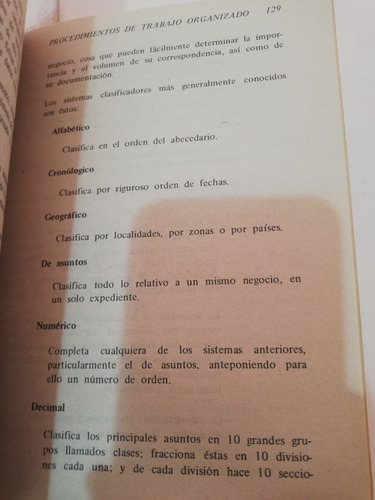 PROCEDIMIENTOS DE TRABAJO ORGANIZADO 129
negocio, cosa que pueden fácilmente determinar la impor-
tancia y el volumen de su correspondencia, así como de
su documentación.
Los sistemas clasificadores más generalmente conocidos
son éstos:
Alfabético
Clasifica en el orden del abecedario.
Cronólogico
Clasifica por riguroso orden de fechas.
Geográfico
Clasifica por localidades, por zonas o por países.
De asuntos
Clasifica todo lo relativo a un mismo negocio, en
un solo expediente.
Numérico
Completa cualquiera de los sistemas anteriores,
particularmente el de asuntos, anteponiendo para
ello un número de orden.
Decimal
Clasifica los principales asuntos en 10 grandes gru-
pos llamados clases; fracciona éstas en 10 divisio-
nes cada una; y de cada división hace 10 seccio-